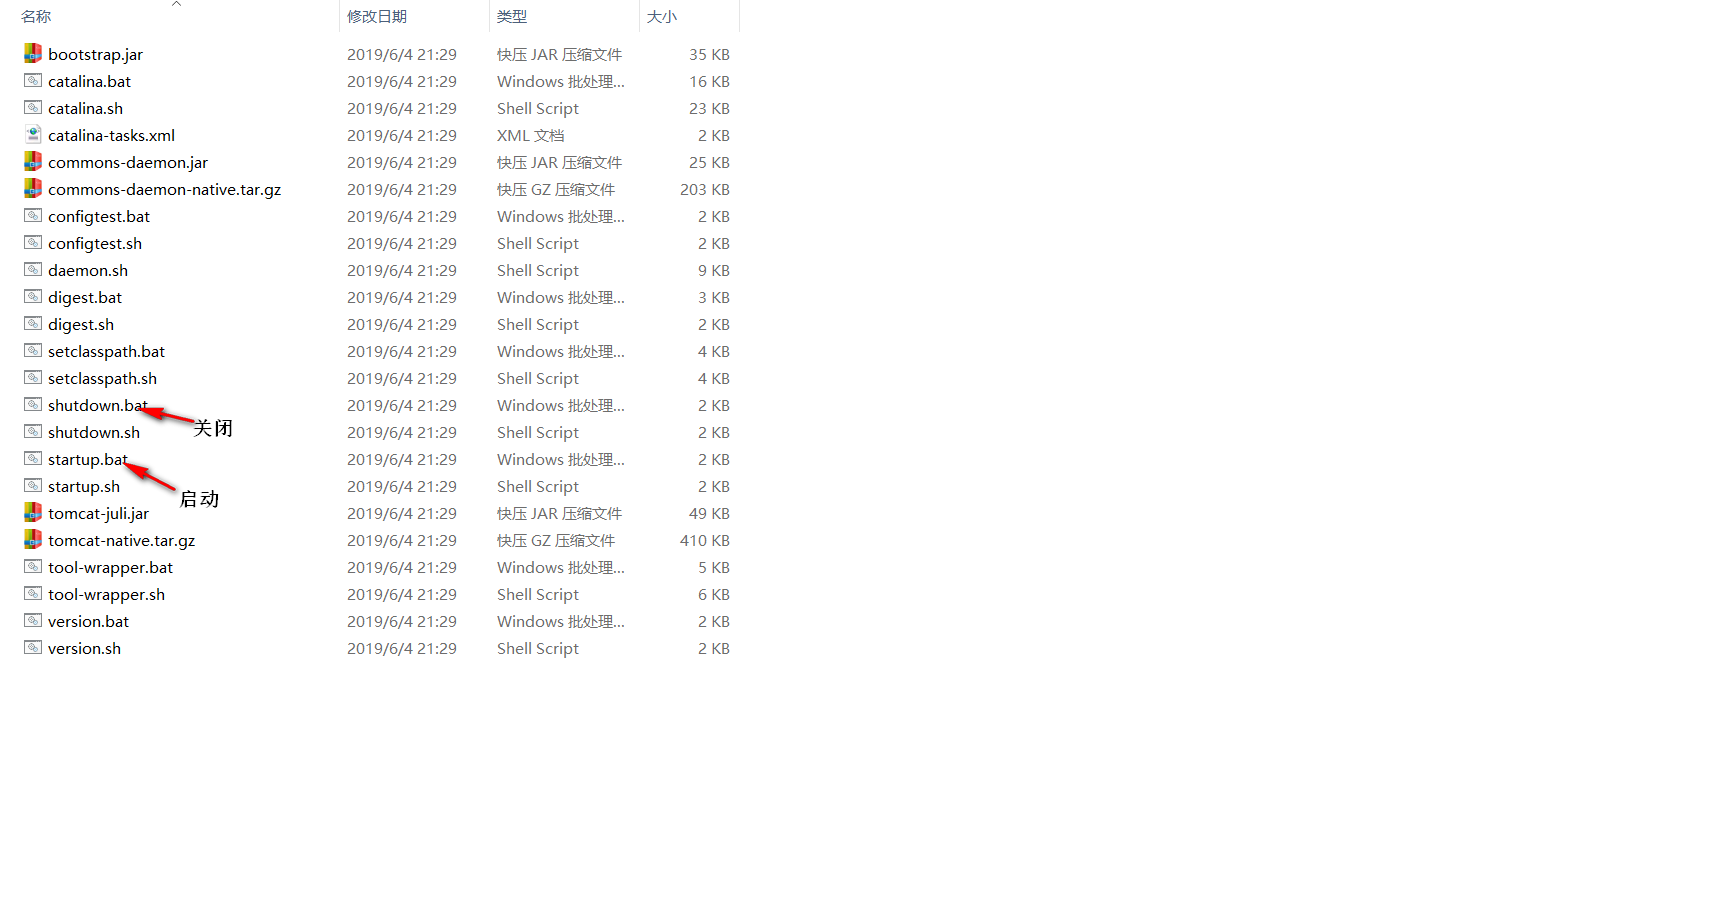 名称 修改日期 类型 大小
bootstrap.jar 2019/6/4 21:29 快压 JAR 压缩文件 35 KB
catalina.bat 2019/6/4 21:29 Windows 批处理... 16 KB
catalina.sh 2019/6/4 21:29 Shell Script 23 KB
catalina-tasks.xml 2019/6/4 21:29 XML 文档 2 KB
commons-daemon.jar 2019/6/4 21:29 快压 JAR 压缩文件 25 KB
commons-daemon-native.tar.gz 2019/6/4 21:29 快压 GZ 压缩文件 203 KB
configtest.bat 2019/6/4 21:29 Windows 批处理... 2 KB
configtest.sh 2019/6/4 21:29 Shell Script 2 KB
daemon.sh 2019/6/4 21:29 Shell Script 9 KB
digest.bat 2019/6/4 21:29 Windows 批处理... 3 KB
digest.sh 2019/6/4 21:29 Shell Script 2 KB
setclasspath.bat 2019/6/4 21:29 Windows 批处理... 4 KB
setclasspath.sh 2019/6/4 21:29 Shell Script 4 KB
shutdown.bat 2019/6/4 21:29 Windows 批处理... 2 KB
关闭
shutdown.sh 2019/6/4 21:29 Shell Script 2 KB
startup.bat 2019/6/4 21:29 Windows 批处理... 2 KB
startup.sh 2019/6/4 21:29 Shell Script 2 KB
启动
tomcat-juli.jar 2019/6/4 21:29 快压 JAR 压缩文件 49 KB
tomcat-native.tar.gz 2019/6/4 21:29 快压 GZ 压缩文件 410 KB
tool-wrapper.bat 2019/6/4 21:29 Windows 批处理... 5 KB
tool-wrapper.sh 2019/6/4 21:29 Shell Script 6 KB
version.bat 2019/6/4 21:29 Windows 批处理... 2 KB
version.sh 2019/6/4 21:29 Shell Script 2 KB